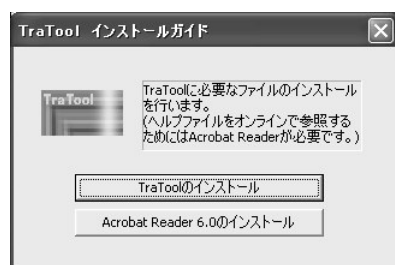 TraTool インストールガイド
TraTool
TraToolに必要なファイルのインストール
を行います。
(ヘルプファイルをオンラインで参照する
ためにはAcrobat Readerが必要です。)
TraToolのインストール
Acrobat Reader 6.0のインストール